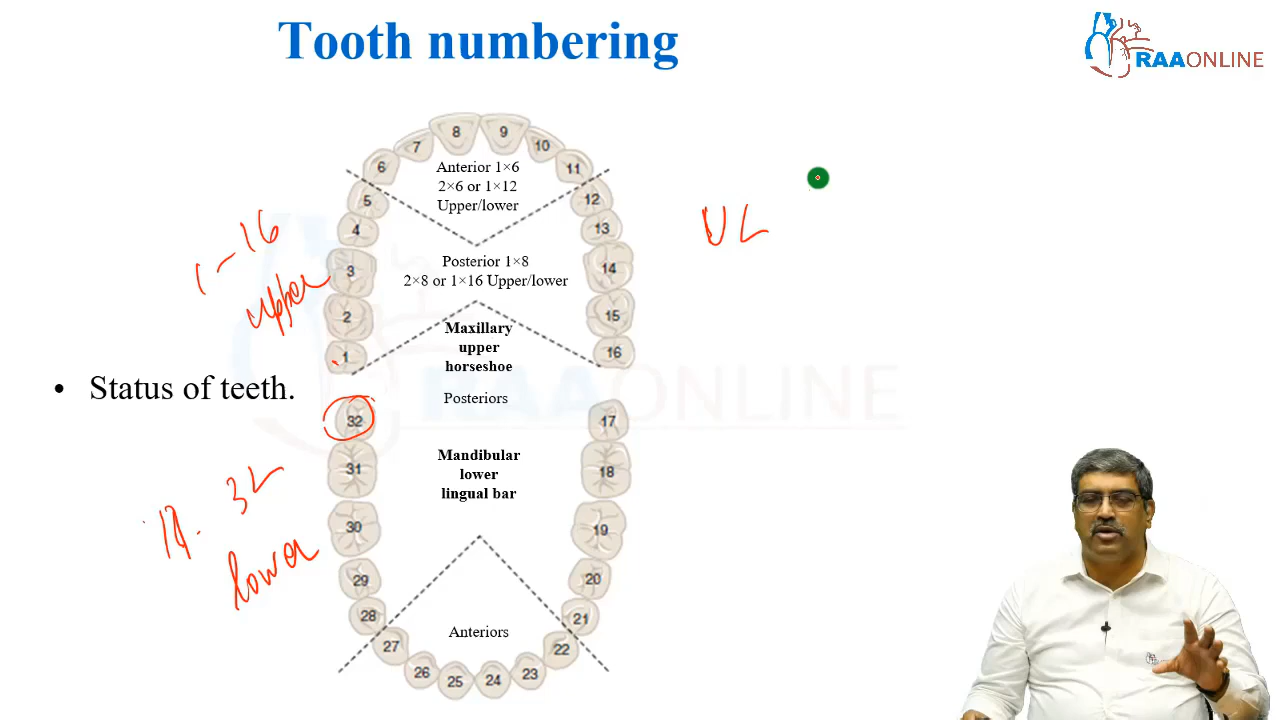 Tooth numbering
RAAONLINE
8 9
7 10
6 11
Anterior 1×6
2×6 or 1×12
Upper/lower
5 12
4 13
Posterior 1×8
2×8 or 1×16 Upper/lower
3 14
2 15
1 16
Maxillary
upper
horseshoe
1-16
upper
UL
• Status of teeth.
RAAONLINE
Posteriors
32 17
31 18
Mandibular
lower
lingual bar
30 19
29 20
28 21
27 22
Anteriors
26 23
25 24
32
lower